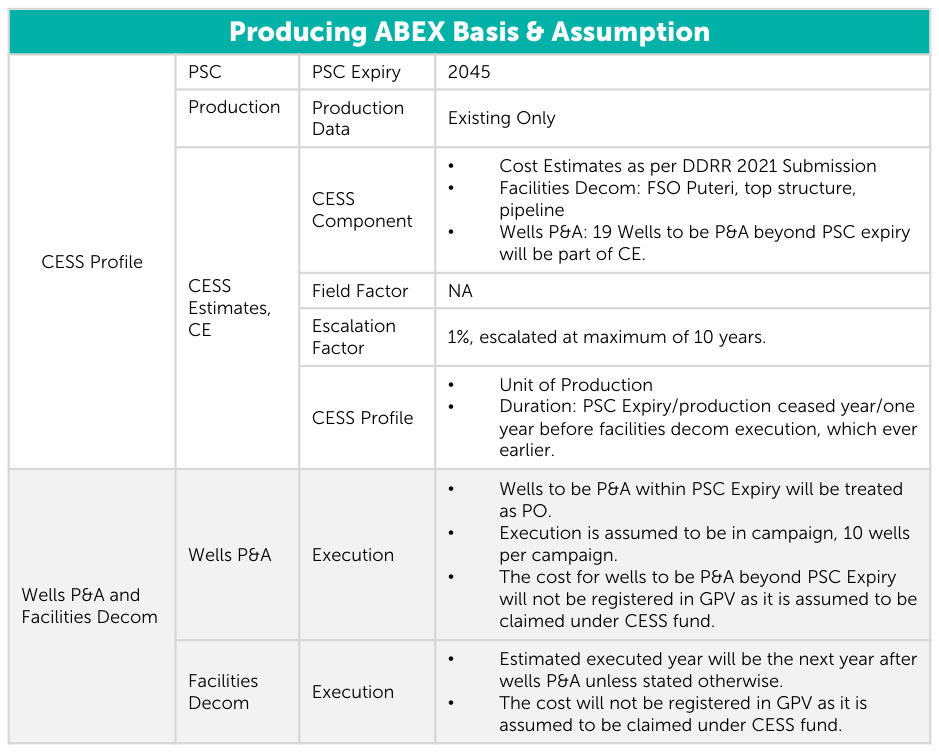 Producing ABEX Basis & Assumption
CESS Profile
PSC
PSC Expiry
2045
Production
Production
Data
Existing Only
CESS
Estimates,
CE
CESS
Component
• Cost Estimates as per DDRR 2021 Submission
• Facilities Decom: FSO Puteri, top structure,
pipeline
• Wells P&A: 19 Wells to be P&A beyond PSC expiry
will be part of CE.
Field Factor
NA
Escalation
Factor
1%, escalated at maximum of 10 years.
CESS Profile
• Unit of Production
• Duration: PSC Expiry/production ceased year/one
year before facilities decom execution, which ever
earlier.
Wells P&A and
Facilities Decom
Wells P&A
Execution
• Wells to be P&A within PSC Expiry will be treated
as PO.
• Execution is assumed to be in campaign, 10 wells
per campaign.
• The cost for wells to be P&A beyond PSC Expiry
will not be registered in GPV as it is assumed to be
claimed under CESS fund.
Facilities
Decom
Execution
• Estimated executed year will be the next year after
wells P&A unless stated otherwise.
• The cost will not be registered in GPV as it is
assumed to be claimed under CESS fund.